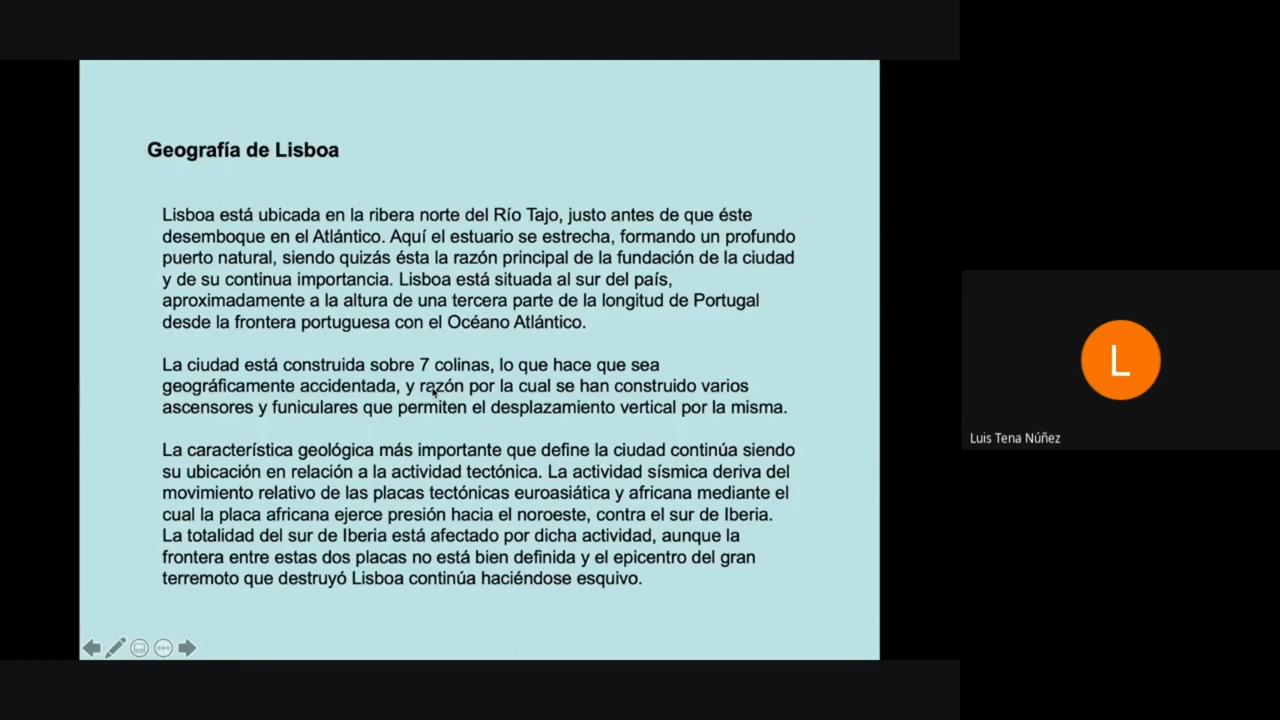 Geografía de Lisboa
Lisboa está ubicada en la ribera norte del Río Tajo, justo antes de que éste
desemboque en el Atlántico. Aquí el estuario se estrecha, formando un profundo
puerto natural, siendo quizás ésta la razón principal de la fundación de la ciudad
y de su continua importancia. Lisboa está situada al sur del país,
aproximadamente a la altura de una tercera parte de la longitud de Portugal
desde la frontera portuguesa con el Océano Atlántico.
La ciudad está construida sobre 7 colinas, lo que hace que sea
geográficamente accidentada, y razón por la cual se han construido varios
ascensores y funiculares que permiten el desplazamiento vertical por la misma.
La característica geológica más importante que define la ciudad continúa siendo
su ubicación en relación a la actividad tectónica. La actividad sísmica deriva del
movimiento relativo de las placas tectónicas euroasiática y africana mediante el
cual la placa africana ejerce presión hacia el noroeste, contra el sur de Iberia.
La totalidad del sur de Iberia está afectado por dicha actividad, aunque la
frontera entre estas dos placas no está bien definida y el epicentro del gran
terremoto que destruyó Lisboa continúa haciéndose esquivo.
L
Luis Tena Núñez